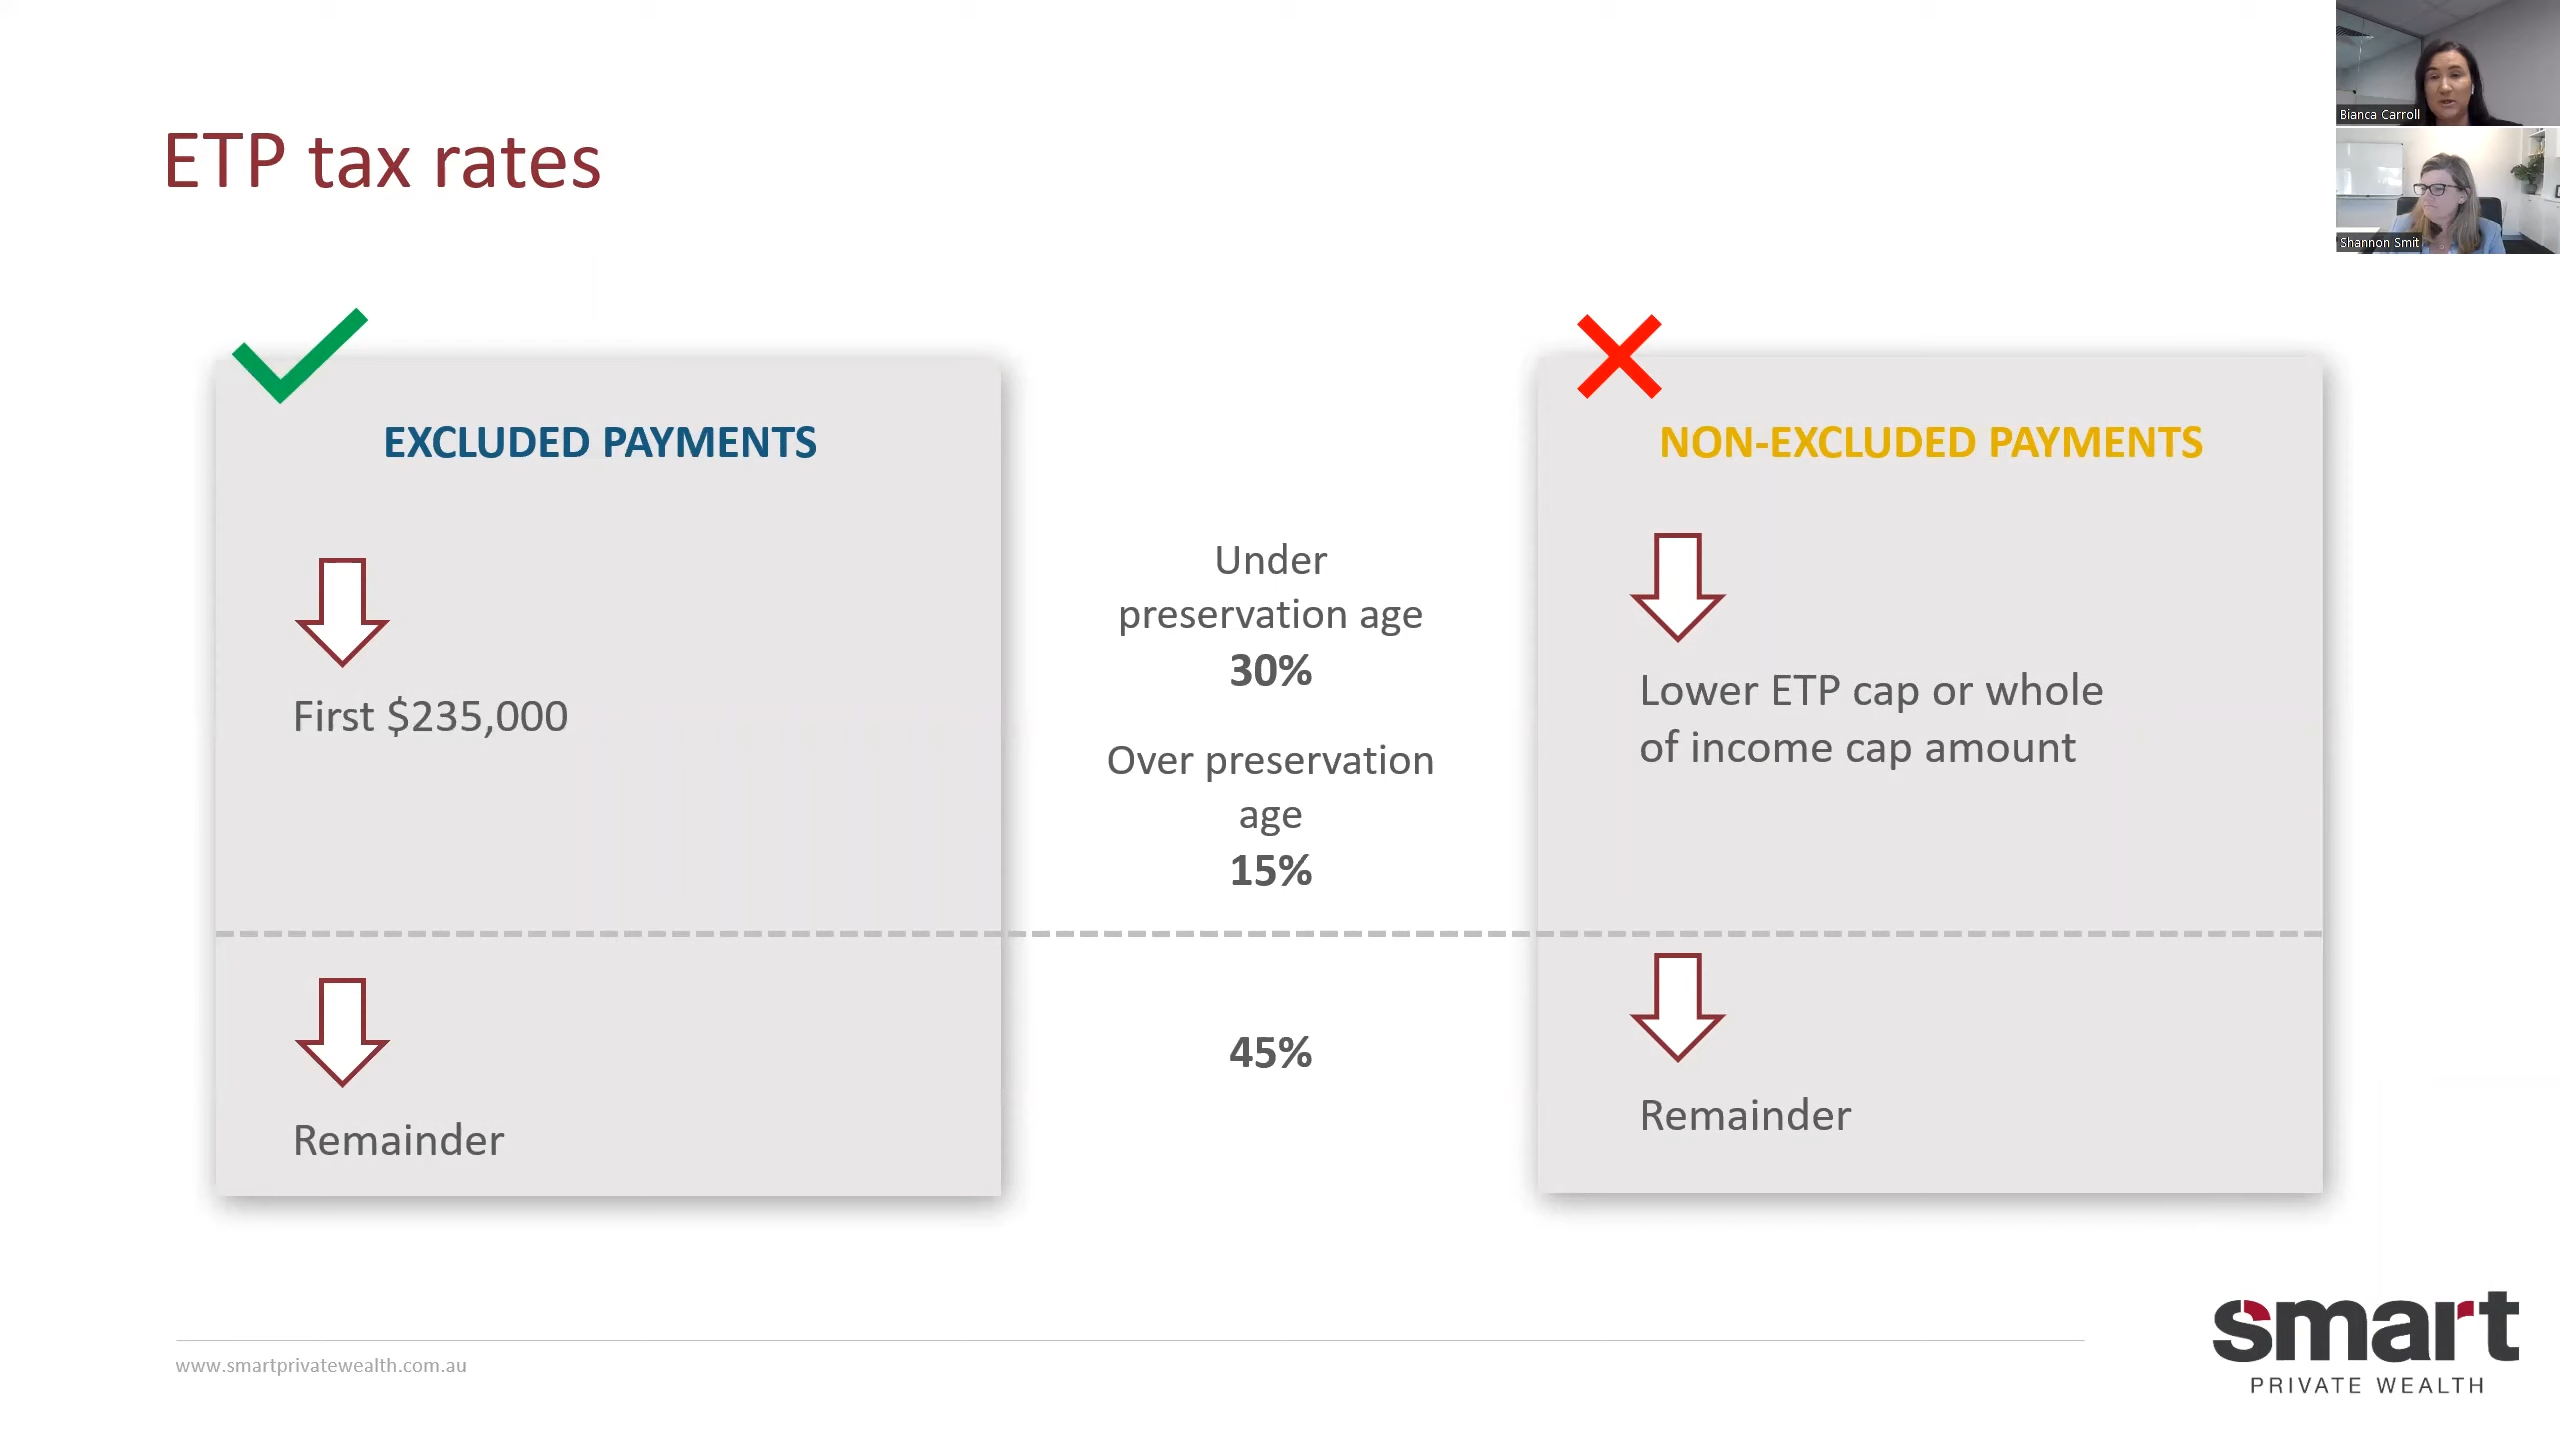 ETP tax rates
Bianca Carroll
Shannon Smit
EXCLUDED PAYMENTS
First $235,000
Remainder
Under
preservation age
30%
Over preservation
age
15%
45%
NON-EXCLUDED PAYMENTS
Lower ETP cap or whole
of income cap amount
Remainder
www.smartprivatewealth.com.au
smart
PRIVATE WEALTH